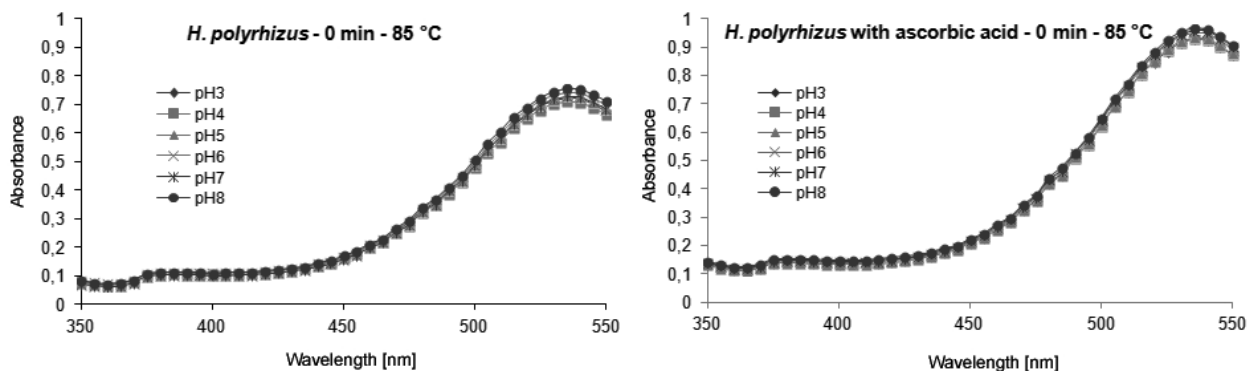 H. polyrhizus - 0 min - 85 °C
1
0,9
0,8
0,7
0,6
0,5
0,4
0,3
0,2
0,1
0
Absorbance
pH3
pH4
pH5
pH6
pH7
pH8
350
400
450
500
550
Wavelength [nm]
H. polyrhizus with ascorbic acid - 0 min - 85 °C
1
0,9
0,8
0,7
0,6
0,5
0,4
0,3
0,2
0,1
0
Absorbance
pH3
pH4
pH5
pH6
pH7
pH8
350
400
450
500
550
Wavelength [nm]